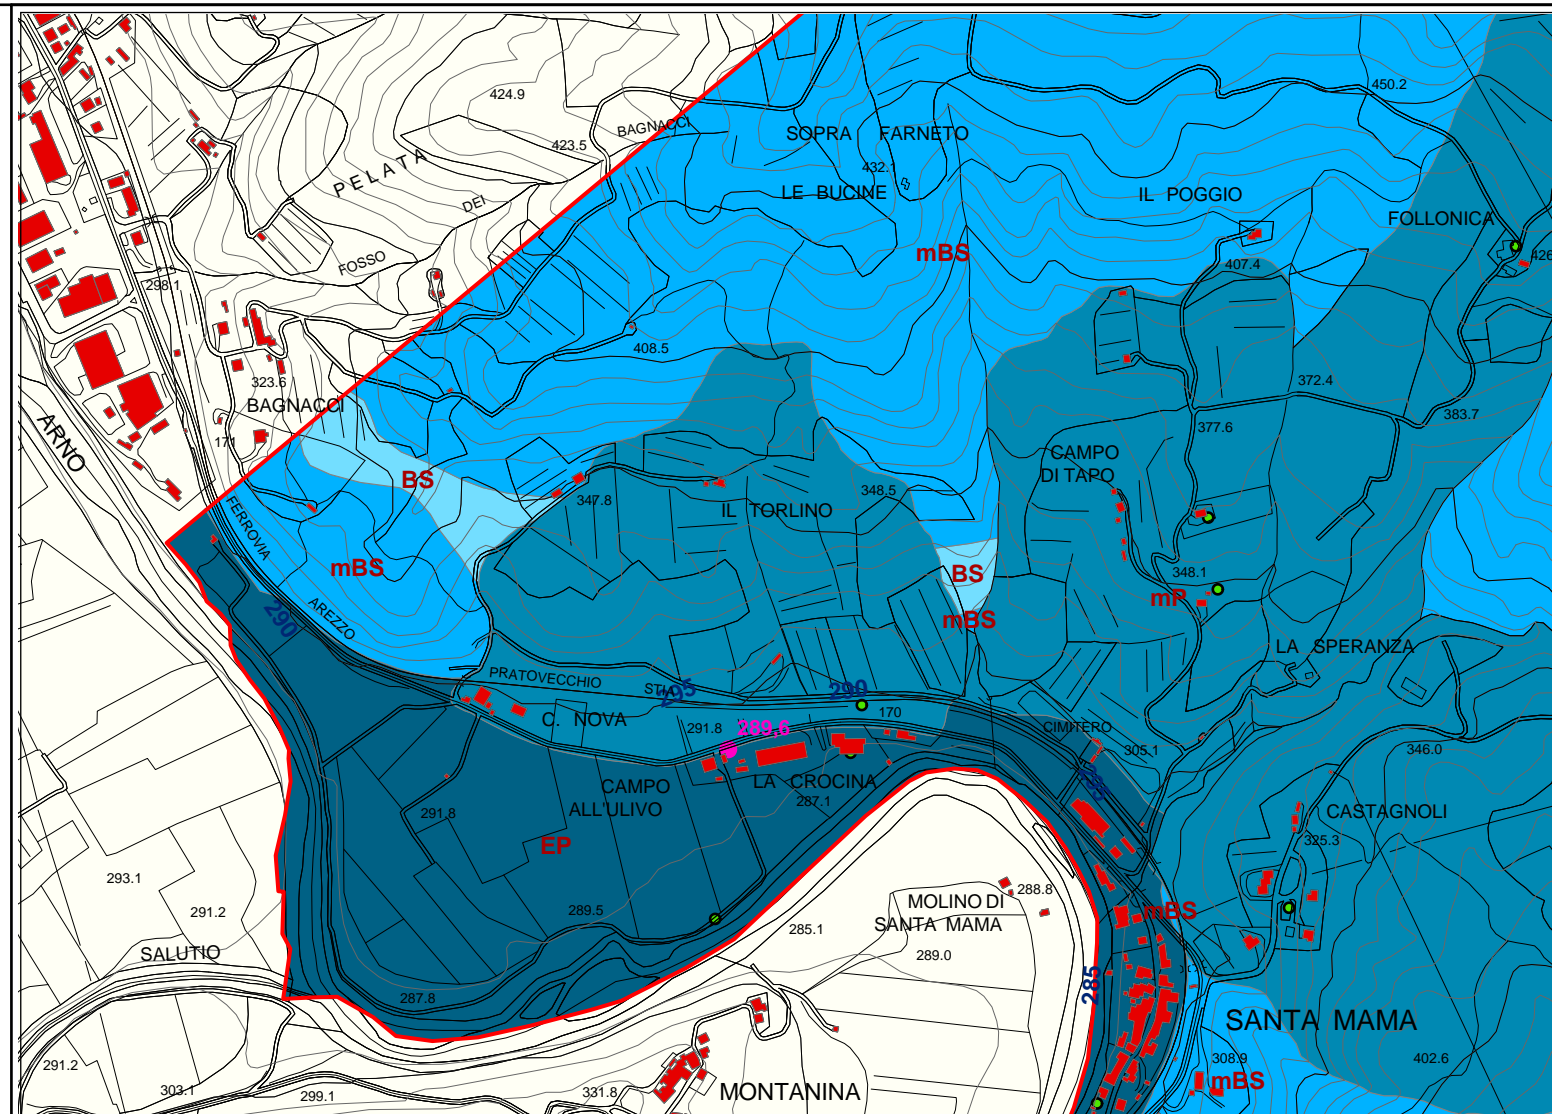 424.9
450.2
423.5
BAGNACCI
SOPRA FARNETO
PELATA
432.1
LE BUCINE
IL POGGIO
DEI
FOLLONICA
mBS
426
FOSSO
407.4
298.1
408.5
323.6
372.4
BAGNACCI
383.7
ARNO
171
377.6
CAMPO
DI TAPO
BS
347.8
348.5
IL TORLINO
FERROVIA
mBS
BS
348.1
mP
AREZZO
290
mBS
LA SPERANZA
PRATOVECCHIO
STIA
295
290
C. NOVA
170
291.8
289.6
CIMITERO
305.1
346.0
CAMPO
ALL'ULIVO
LA CROCINA
295
287.1
291.8
CASTAGNOLI
325.3
EP
293.1
288.8
MOLINO DI
SANTA MAMA
291.2
289.5
mBS
285.1
SALUTIO
289.0
287.8
285
SANTA MAMA
291.2
308.9
402.6
303.1
299.1
331.8
MONTANINA
mBS